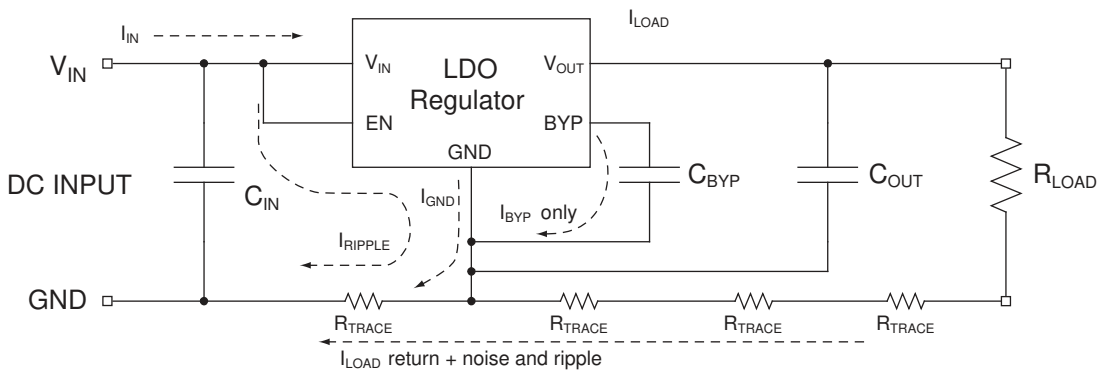 I_IN
I_LOAD
V_IN
V_IN
LDO
Regulator
V_OUT
EN
BYP
GND
DC INPUT
C_IN
I_GND
I_BYP only
C_BYP
C_OUT
R_LOAD
I_RIPPLE
GND
R_TRACE
R_TRACE
R_TRACE
R_TRACE
I_LOAD return + noise and ripple